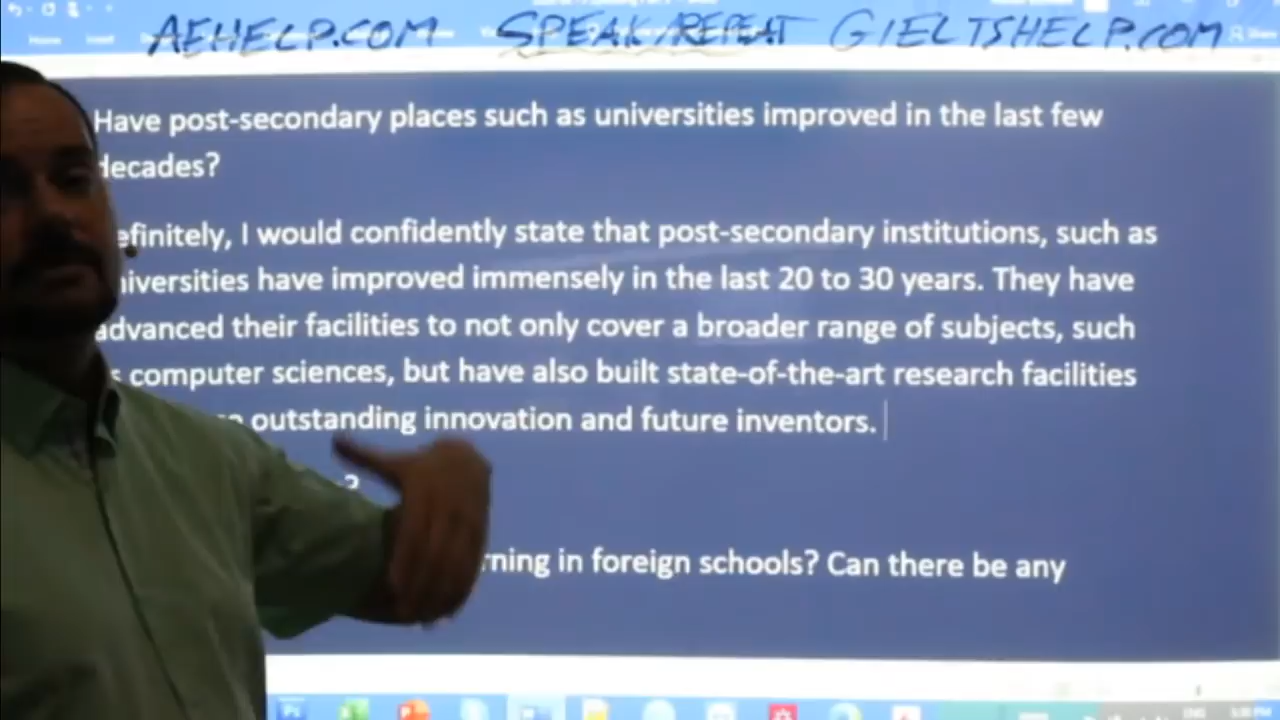 AEHELP.COM SPEAK/REPEAT GIELTSHELP.COM
Have post-secondary places such as universities improved in the last few
decades?
efinitely, I would confidently state that post-secondary institutions, such as
iversities have improved immensely in the last 20 to 30 years. They have
advanced their facilities to not only cover a broader range of subjects, such
computer sciences, but have also built state-of-the-art research facilities
outstanding innovation and future inventors.
?
rning in foreign schools? Can there be any